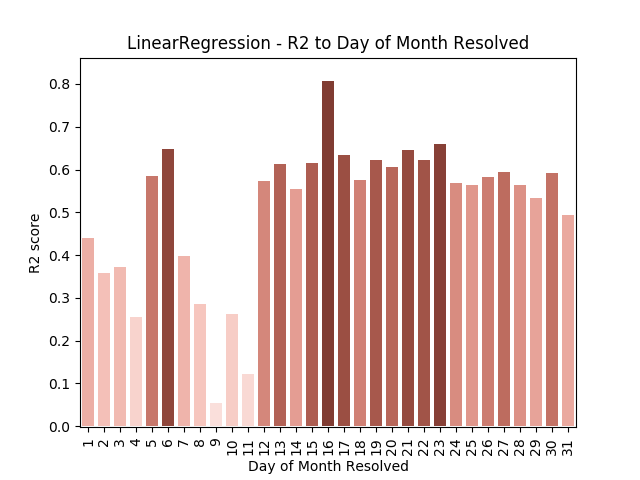 LinearRegression - R2 to Day of Month Resolved
0.8
0.7
0.6
0.5
0.4
0.3
0.2
0.1
0.0
R2 score
1 2 3 4 5 6 7 8 9 10 11 12 13 14 15 16 17 18 19 20 21 22 23 24 25 26 27 28 29 30 31
Day of Month Resolved